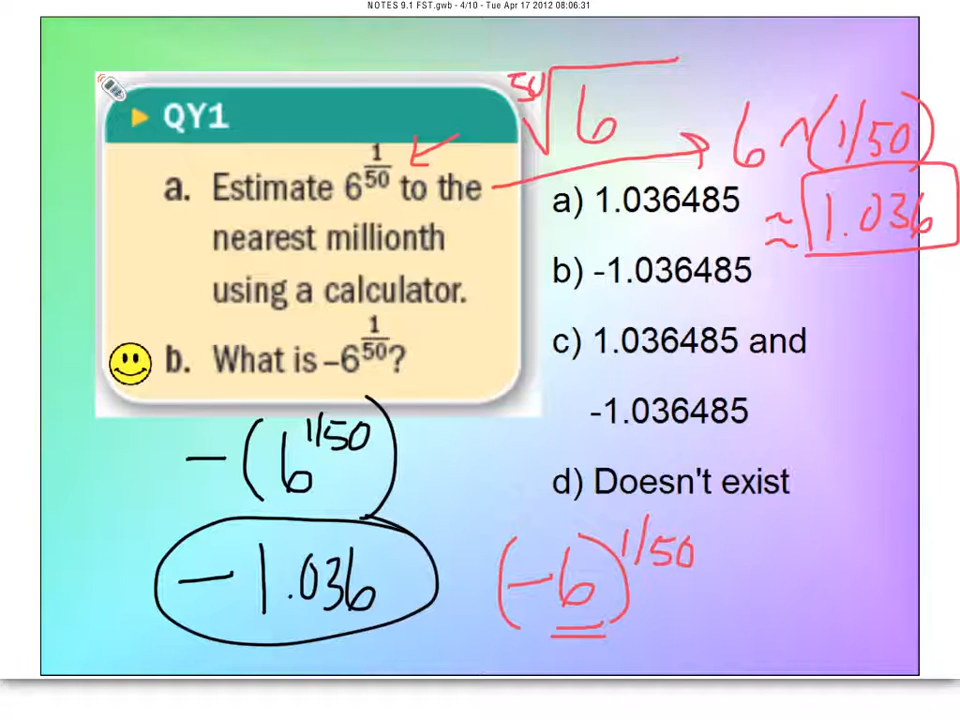 NOTES 9.1 FST.gwb - 4/10 - Tue Apr 17 2012 08:06:31
QY1
a. Estimate 6^(1/50) to the
nearest millionth
using a calculator.
b. What is –6^(1/50)?
⁵⁰√6
6^(1/50)
≈ 1.036
a) 1.036485
b) -1.036485
c) 1.036485 and
-1.036485
d) Doesn't exist
-(6^1/50)
-1.036
(-6)^1/50